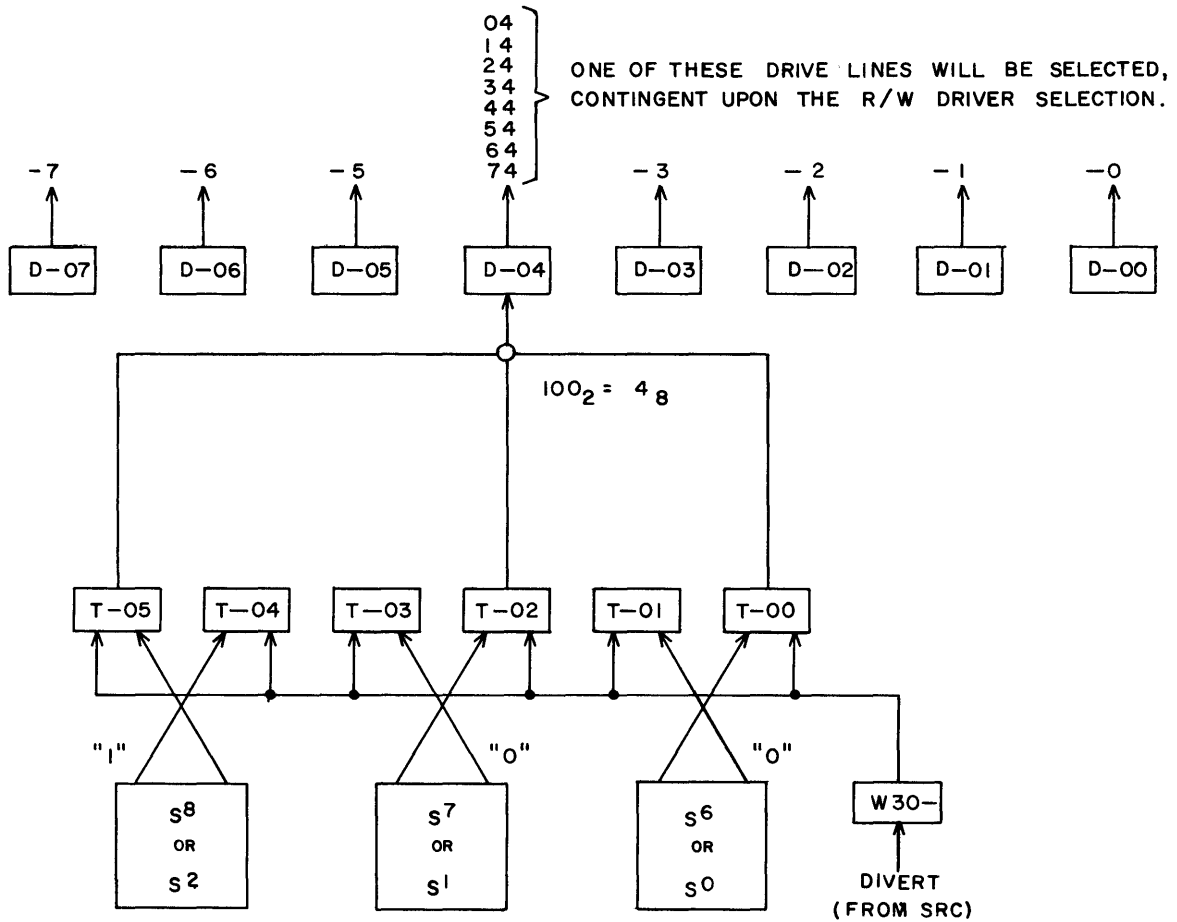 04
14
24
34
44
54
64
74
ONE OF THESE DRIVE LINES WILL BE SELECTED,
CONTINGENT UPON THE R/W DRIVER SELECTION.
-7 -6 -5 -3 -2 -1 -0
D-07 D-06 D-05 D-04 D-03 D-02 D-01 D-00
100₂ = 4₈
T-05 T-04 T-03 T-02 T-01 T-00
"1" "0" "0"
S⁸ OR S²
S⁷ OR S¹
S⁶ OR S⁰
W30-
DIVERT
(FROM SRC)